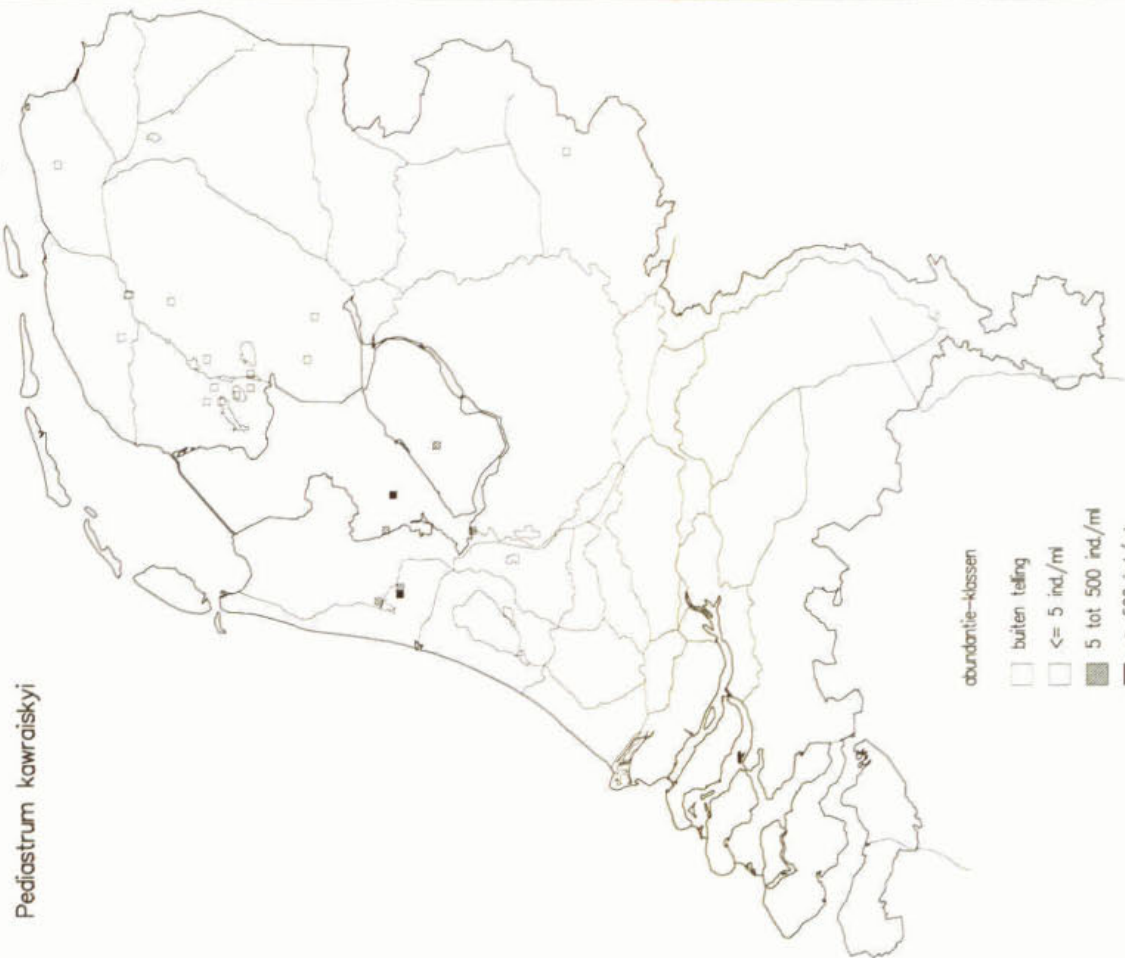 Pediastrum kawraiskyi
abundantie-klassen
buiten telling
<= 5 ind./ml
5 tot 500 ind./ml